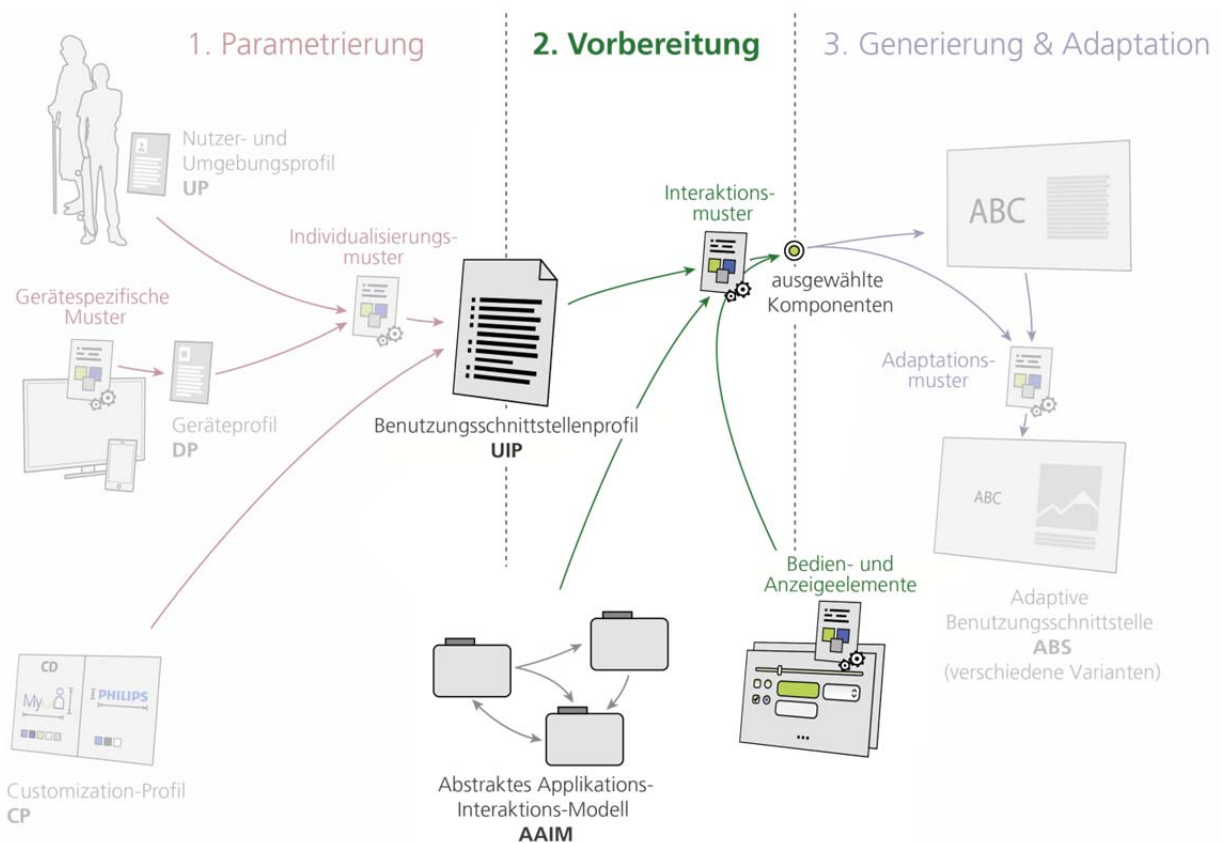 1. Parametrierung
2. Vorbereitung
3. Generierung & Adaptation
Nutzer- und
Umgebungsprofil
UP
Individualisierungs-
muster
Gerätespezifische
Muster
Geräteprofil
DP
Benutzungsschnittstellenprofil
UIP
Interaktions-
muster
ausgewählte
Komponenten
ABC
Adaptations-
muster
ABC
Adaptive
Benutzungsschnittstelle
ABS
(verschiedene Varianten)
Bedien- und
Anzeigeelemente
Abstraktes Applikations-
Interaktions-Modell
AAIM
CD
My Do
PHILIPS
Customization-Profil
CP